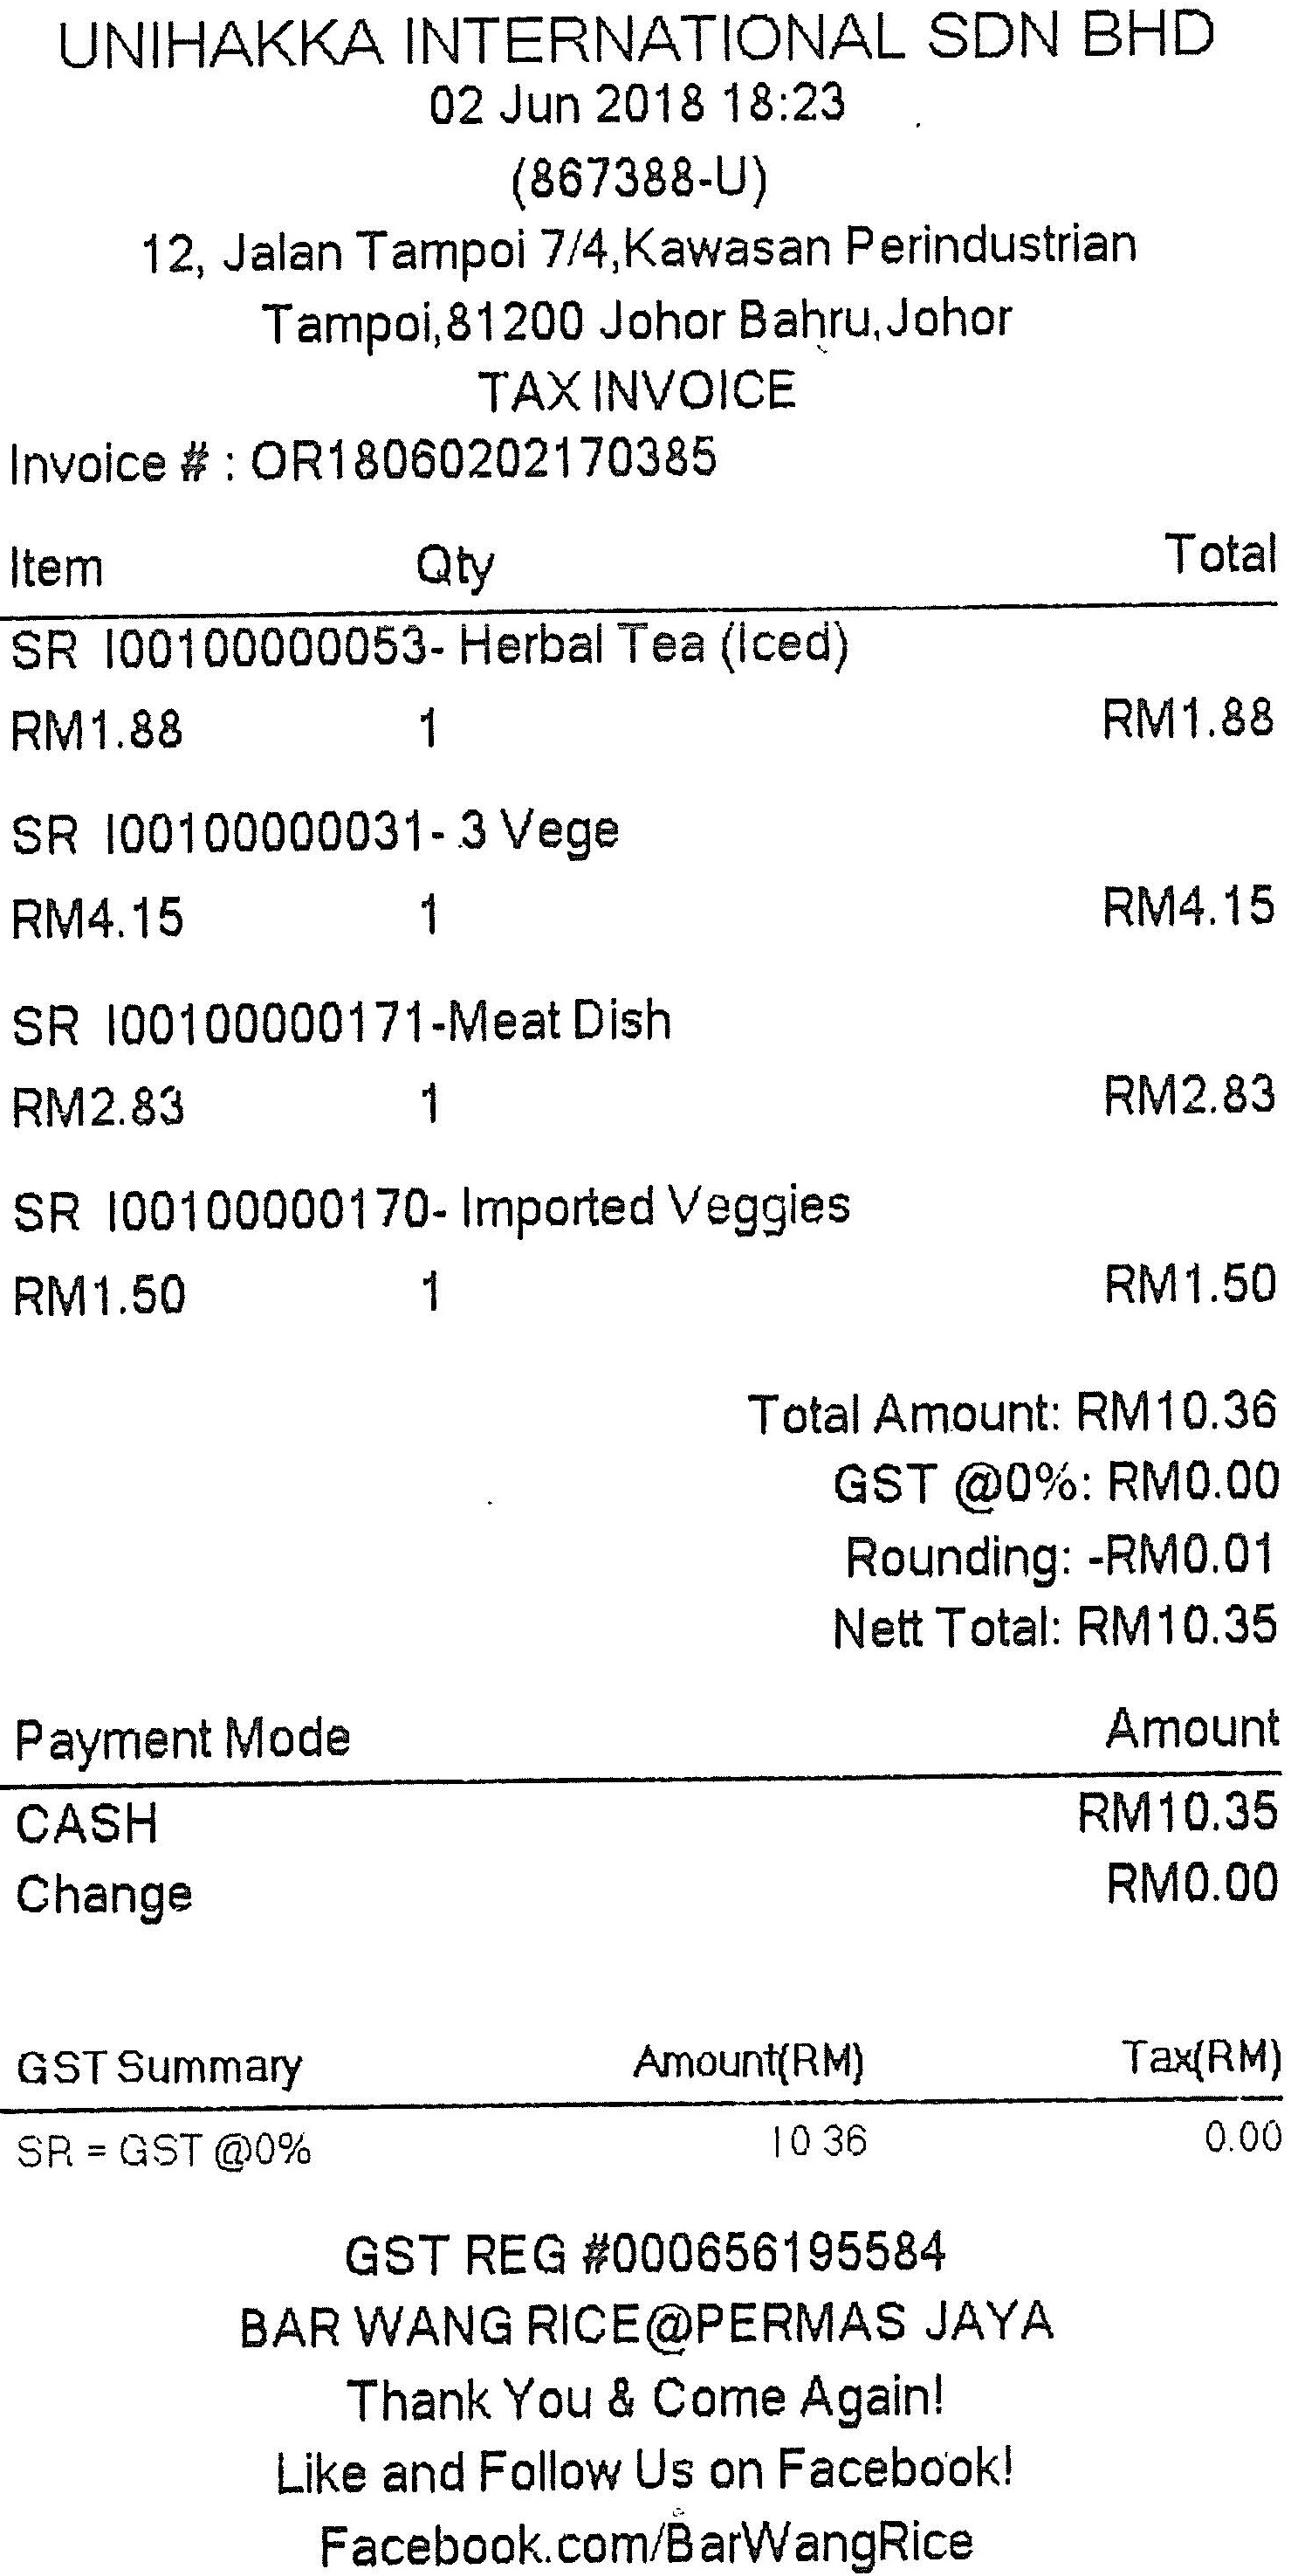 UNIHAKKA INTERNATIONAL SDN BHD
02 Jun 2018 18:23
(867388-U)
12, Jalan Tampoi 7/4,Kawasan Perindustrian
Tampoi,81200 Johor Bahru,Johor
TAX INVOICE
Invoice # : OR18060202170385
Item Qty Total
SR I00100000053- Herbal Tea (Iced)
RM1.88 1 RM1.88
SR I00100000031- 3 Vege
RM4.15 1 RM4.15
SR I00100000171-Meat Dish
RM2.83 1 RM2.83
SR I00100000170- Imported Veggies
RM1.50 1 RM1.50
Total Amount: RM10.36
GST @0%: RM0.00
Rounding: -RM0.01
Nett Total: RM10.35
Payment Mode Amount
CASH RM10.35
Change RM0.00
GST Summary Amount(RM) Tax(RM)
SR = GST @0% 10 36 0.00
GST REG #000656195584
BAR WANG RICE@PERMAS JAYA
Thank You & Come Again!
Like and Follow Us on Facebook!
Facebook.com/BarWangRice